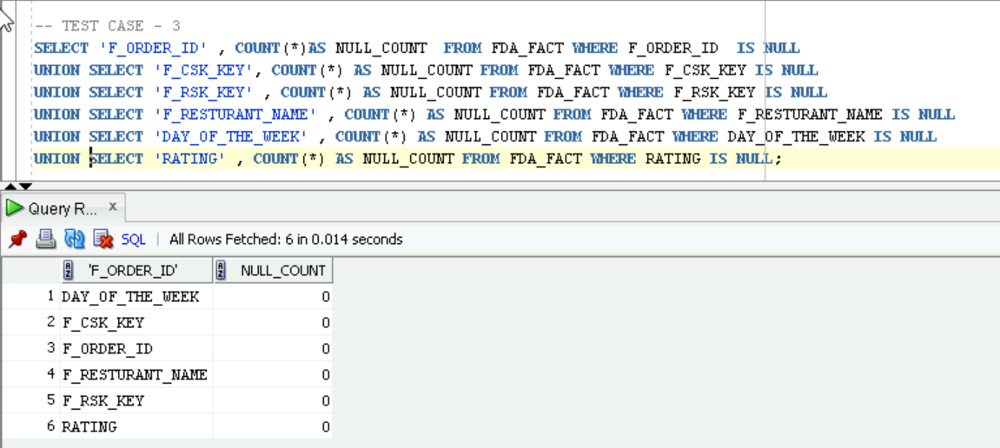 -- TEST CASE - 3
SELECT 'F_ORDER_ID' , COUNT(*)AS NULL_COUNT  FROM FDA_FACT WHERE F_ORDER_ID  IS NULL
UNION SELECT 'F_CSK_KEY', COUNT(*) AS NULL_COUNT FROM FDA_FACT WHERE F_CSK_KEY IS NULL
UNION SELECT 'F_RSK_KEY' , COUNT(*) AS NULL_COUNT FROM FDA_FACT WHERE F_RSK_KEY IS NULL
UNION SELECT 'F_RESTURANT_NAME' , COUNT(*) AS NULL_COUNT FROM FDA_FACT WHERE F_RESTURANT_NAME IS NULL
UNION SELECT 'DAY_OF_THE_WEEK' , COUNT(*) AS NULL_COUNT FROM FDA_FACT WHERE DAY_OF_THE_WEEK IS NULL
UNION SELECT 'RATING' , COUNT(*) AS NULL_COUNT FROM FDA_FACT WHERE RATING IS NULL;
Query R... x
SQL | All Rows Fetched: 6 in 0.014 seconds
'F_ORDER_ID' NULL_COUNT
1 DAY_OF_THE_WEEK 0
2 F_CSK_KEY 0
3 F_ORDER_ID 0
4 F_RESTURANT_NAME 0
5 F_RSK_KEY 0
6 RATING 0